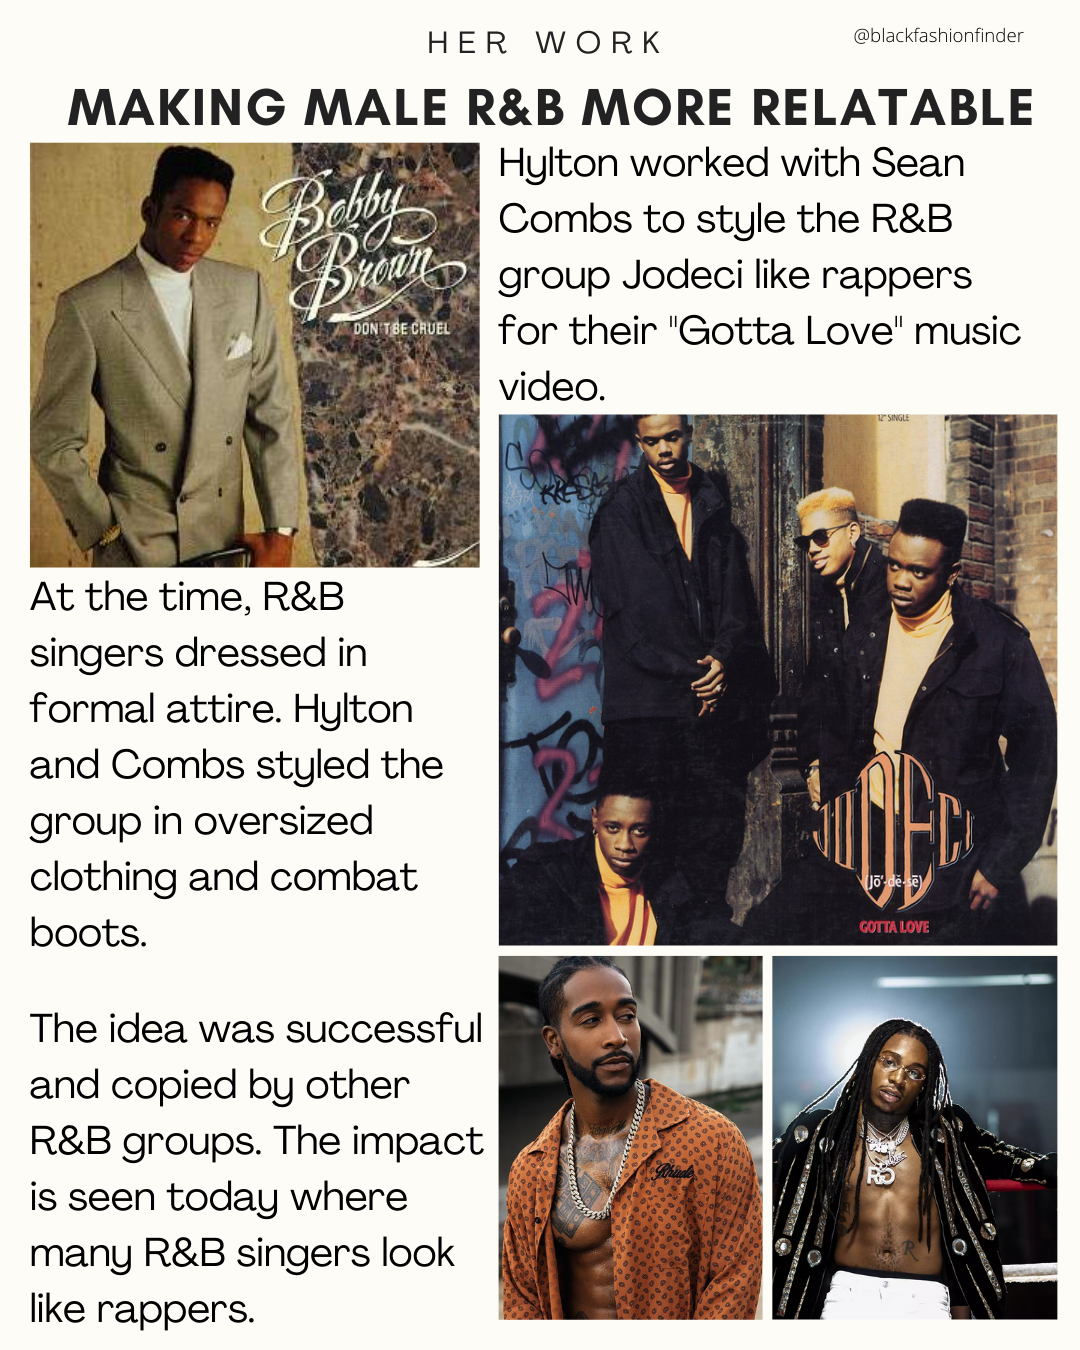 HER WORK
@blackfashionfinder
MAKING MALE R&B MORE RELATABLE
Bobby
Brown
DON'T BE CRUEL
Hylton worked with Sean
Combs to style the R&B
group Jodeci like rappers
for their "Gotta Love" music
video.
12" SINGLE
JODECI
(Jō'-dĕ-sē)
GOTTA LOVE
At the time, R&B
singers dressed in
formal attire. Hylton
and Combs styled the
group in oversized
clothing and combat
boots.
The idea was successful
and copied by other
R&B groups. The impact
is seen today where
many R&B singers look
like rappers.
Rhude